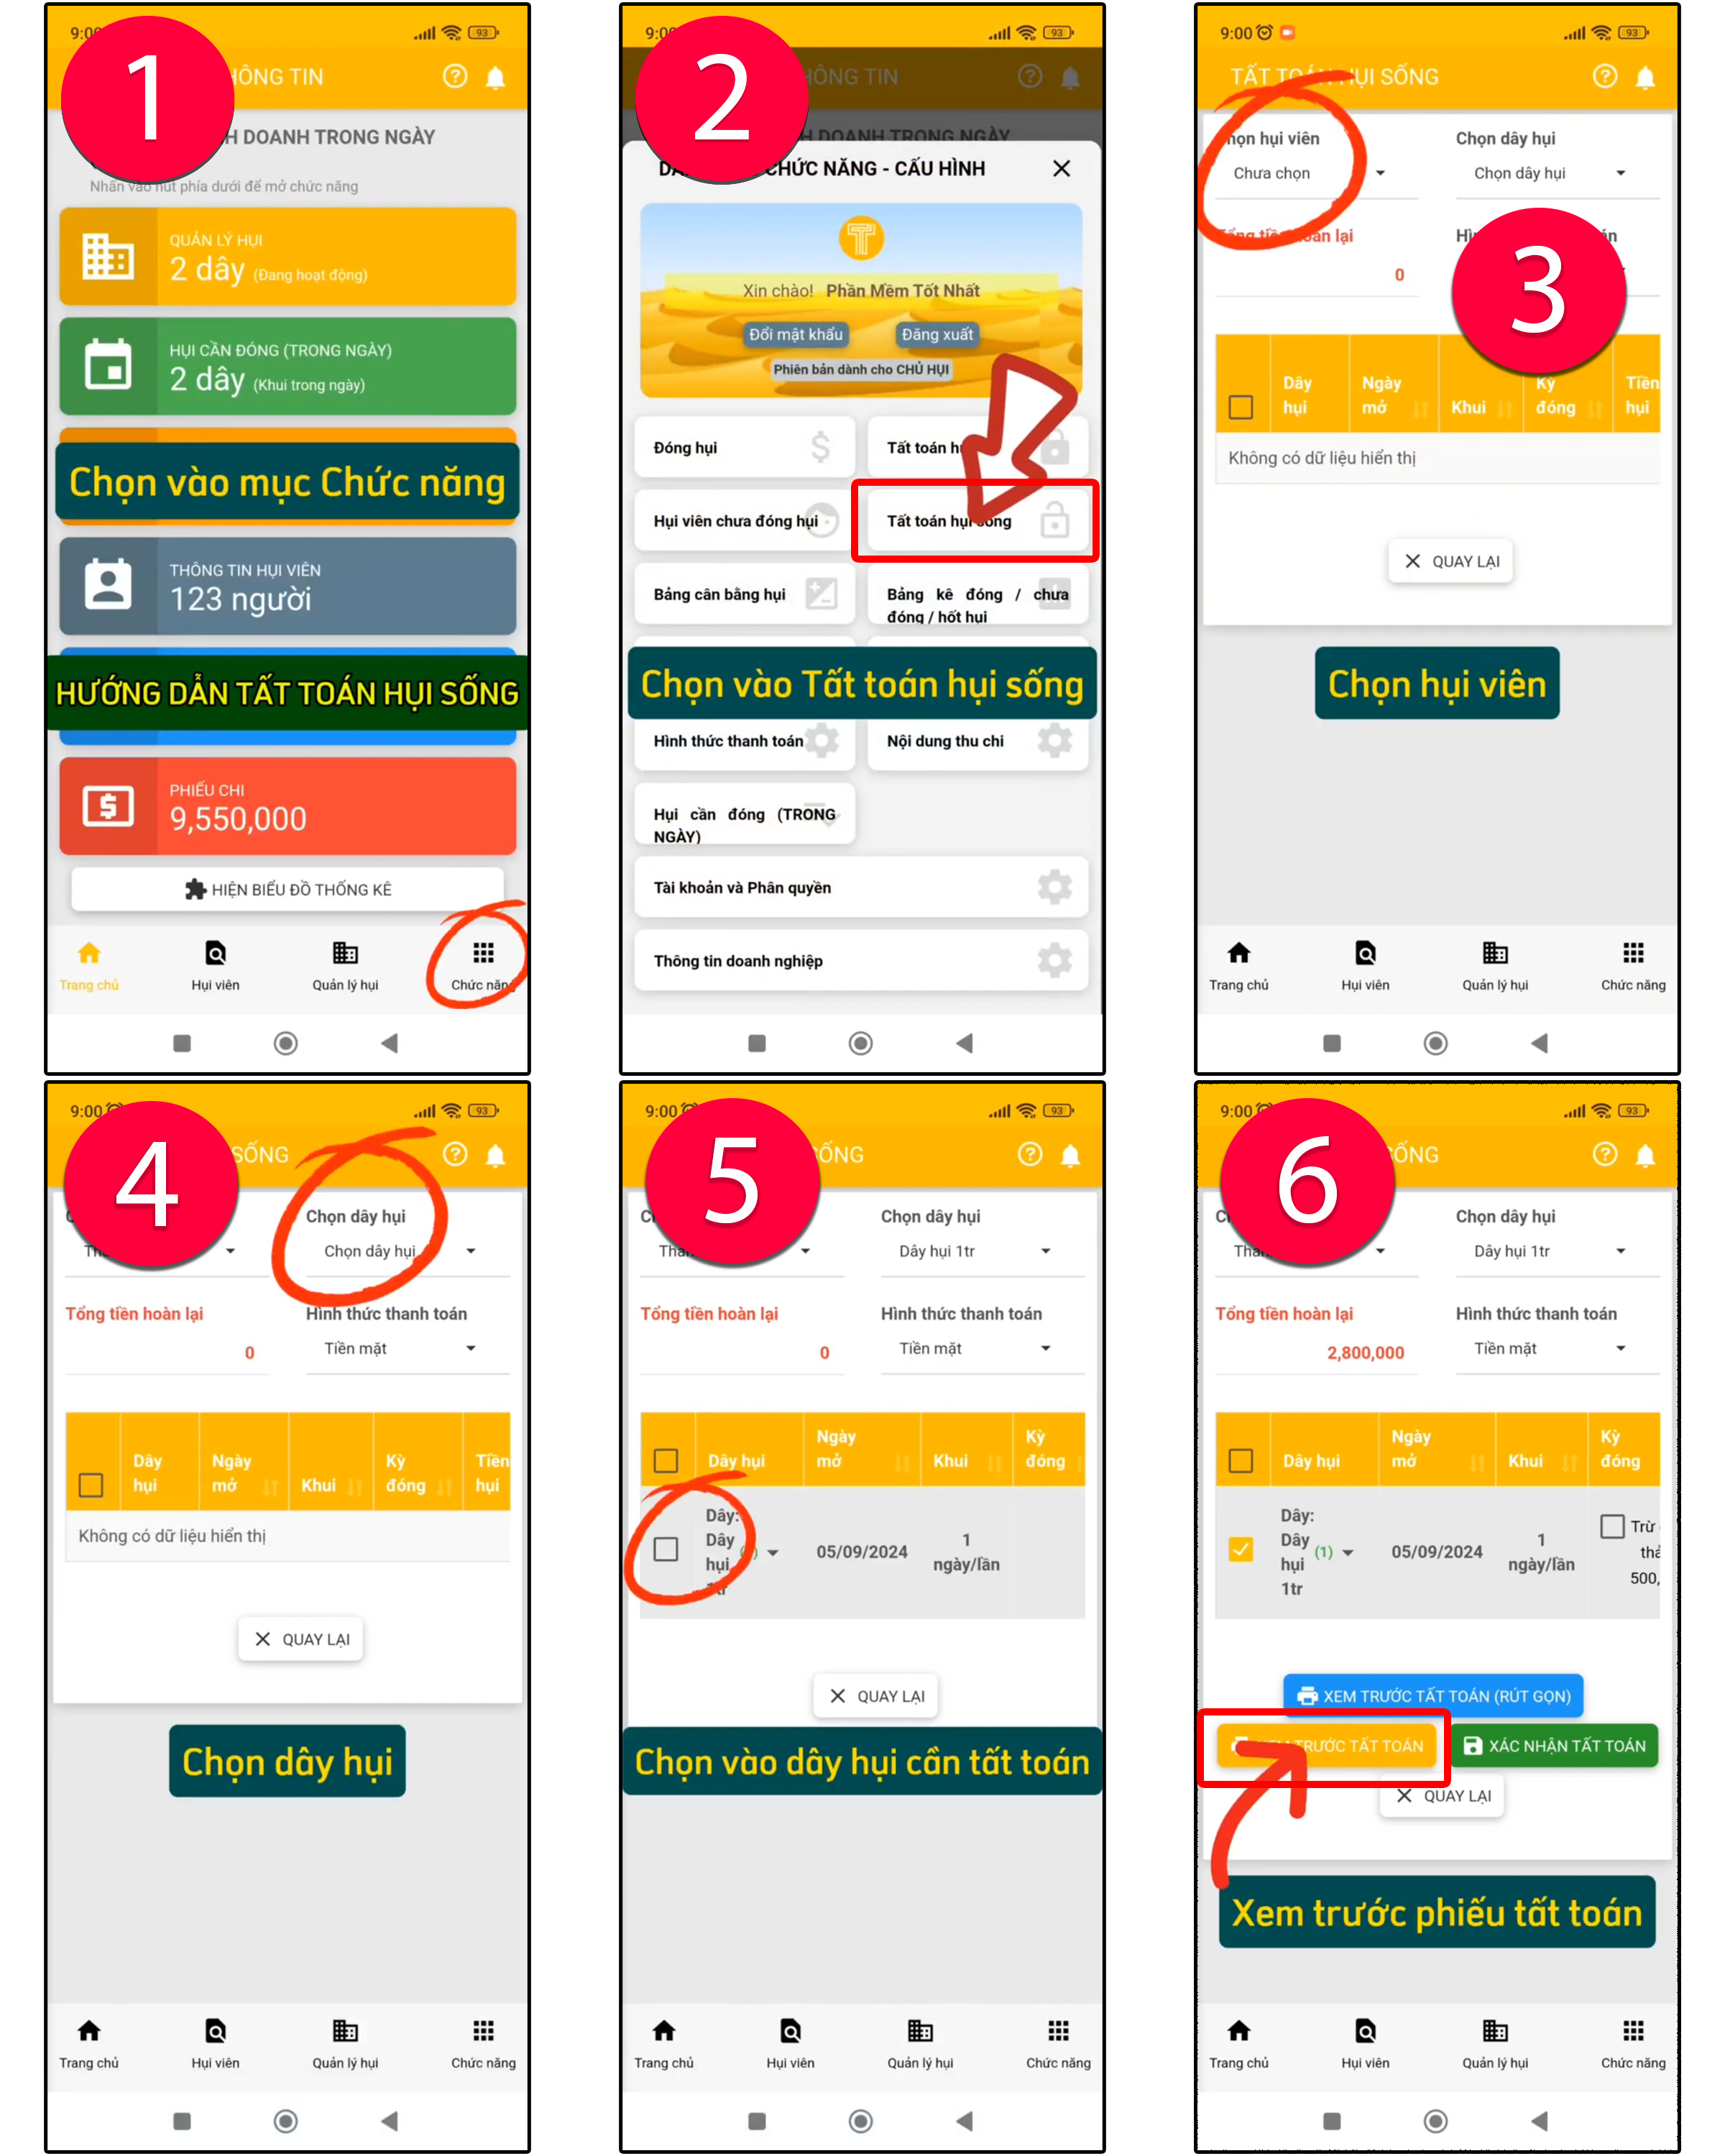 1
9:00
HÔNG TIN
H DOANH TRONG NGÀY
Nhấn vào nút phía dưới để mở chức năng
QUẢN LÝ HỤI
2 dây (Đang hoạt động)
HỤI CẦN ĐÓNG (TRONG NGÀY)
2 dây (Khui trong ngày)
Chọn vào mục Chức năng
THÔNG TIN HỤI VIÊN
123 người
HƯỚNG DẪN TẤT TOÁN HỤI SỐNG
PHIẾU CHI
9,550,000
HIỆN BIỂU ĐỒ THỐNG KÊ
Trang chủ Hụi viên Quản lý hụi Chức năng
2
9:00
93
HÔNG TIN
H DOANH TRONG NGÀY
CHỨC NĂNG - CẤU HÌNH
Xin chào! Phần Mềm Tốt Nhất
Đổi mật khẩu Đăng xuất
Phiên bản dành cho CHỦ HỤI
Đóng hụi Tất toán
Hụi viên chưa đóng hụi Tất toán hụi sống
Bảng cân bằng hụi Bảng kê đóng / chưa
đóng / hốt hụi
Chọn vào Tất toán hụi sống
Hình thức thanh toán Nội dung thu chi
Hụi cần đóng (TRONG
NGÀY)
Tài khoản và Phân quyền
Thông tin doanh nghiệp
3
9:00
93
TẤT TOÁN HỤI SỐNG
Chọn hụi viên Chọn dây hụi
Chưa chọn Chọn dây hụi
Tổng tiền hoàn lại
0
Dây hụi Ngày mở Khui Kỳ đóng Tiền hụi
Không có dữ liệu hiển thị
QUAY LẠI
Chọn hụi viên
Trang chủ Hụi viên Quản lý hụi Chức năng
4
9:00
93
SỐNG
Chọn dây hụi
Chọn dây hụi
Tổng tiền hoàn lại Hình thức thanh toán
0 Tiền mặt
Dây hụi Ngày mở Khui Kỳ đóng Tiền hụi
Không có dữ liệu hiển thị
QUAY LẠI
Chọn dây hụi
Trang chủ Hụi viên Quản lý hụi Chức năng
5
9:00
93
ỐNG
Chọn dây hụi
Dây hụi 1tr
Tổng tiền hoàn lại Hình thức thanh toán
0 Tiền mặt
Dây hụi Ngày mở Khui Kỳ đóng
Dây: Dây hụi 1tr 05/09/2024 1 ngày/lần
QUAY LẠI
Chọn vào dây hụi cần tất toán
Trang chủ Hụi viên Quản lý hụi Chức năng
6
9:00
93
ỐNG
Chọn dây hụi
Dây hụi 1tr
Tổng tiền hoàn lại Hình thức thanh toán
2,800,000 Tiền mặt
Dây hụi Ngày mở Khui Kỳ đóng
Dây: Dây hụi 1tr (1) 05/09/2024 1 ngày/lần Trừ 500,
XEM TRƯỚC TẤT TOÁN (RÚT GỌN)
XEM TRƯỚC TẤT TOÁN XÁC NHẬN TẤT TOÁN
QUAY LẠI
Xem trước phiếu tất toán
Trang chủ Hụi viên Quản lý hụi Chức năng